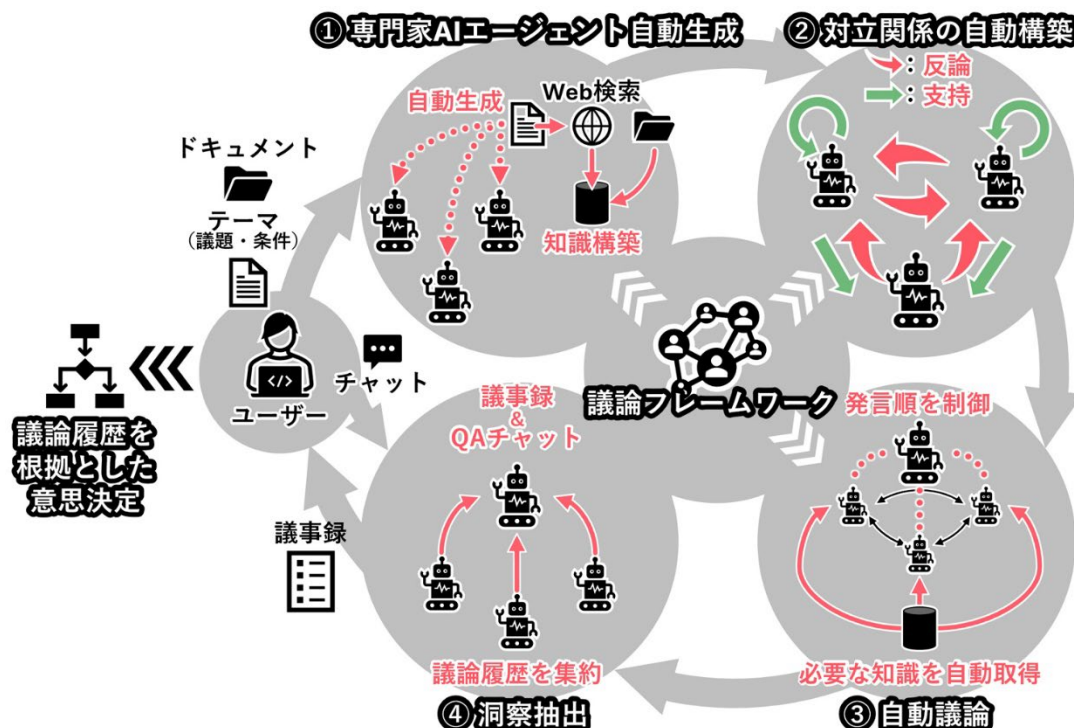 ① 専門家AIエージェント自動生成
② 対立関係の自動構築
：反論
：支持
自動生成
Web検索
知識構築
ドキュメント
テーマ
（議題・条件）
ユーザー
チャット
議論フレームワーク
議論履歴を
根拠とした
意思決定
議事録
議事録
&
QAチャット
議論履歴を集約
④ 洞察抽出
発言順を制御
必要な知識を自動取得
③ 自動議論